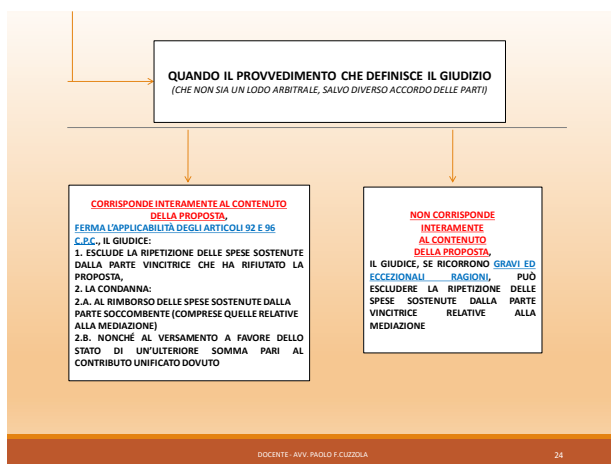 QUANDO IL PROVVEDIMENTO CHE DEFINISCE IL GIUDIZIO
(CHE NON SIA UN LODO ARBITRALE, SALVO DIVERSO ACCORDO DELLE PARTI)
CORRISPONDE INTERAMENTE AL CONTENUTO
DELLA PROPOSTA,
FERMA L'APPLICABILITÀ DEGLI ARTICOLI 92 E 96
C.P.C., IL GIUDICE:
1. ESCLUDE LA RIPETIZIONE DELLE SPESE SOSTENUTE
DALLA PARTE VINCITRICE CHE HA RIFIUTATO LA
PROPOSTA,
2. LA CONDANNA:
2.A. AL RIMBORSO DELLE SPESE SOSTENUTE DALLA
PARTE SOCCOMBENTE (COMPRESE QUELLE RELATIVE
ALLA MEDIAZIONE)
2.B. NONCHÉ AL VERSAMENTO A FAVORE DELLO
STATO DI UN'ULTERIORE SOMMA PARI AL
CONTRIBUTO UNIFICATO DOVUTO
NON CORRISPONDE
INTERAMENTE
AL CONTENUTO
DELLA PROPOSTA,
IL GIUDICE, SE RICORRONO GRAVI ED
ECCEZIONALI RAGIONI, PUÒ
ESCLUDERE LA RIPETIZIONE DELLE
SPESE SOSTENUTE DALLA PARTE
VINCITRICE RELATIVE ALLA
MEDIAZIONE
DOCENTE - AVV. PAOLO F.CUZZOLA
24